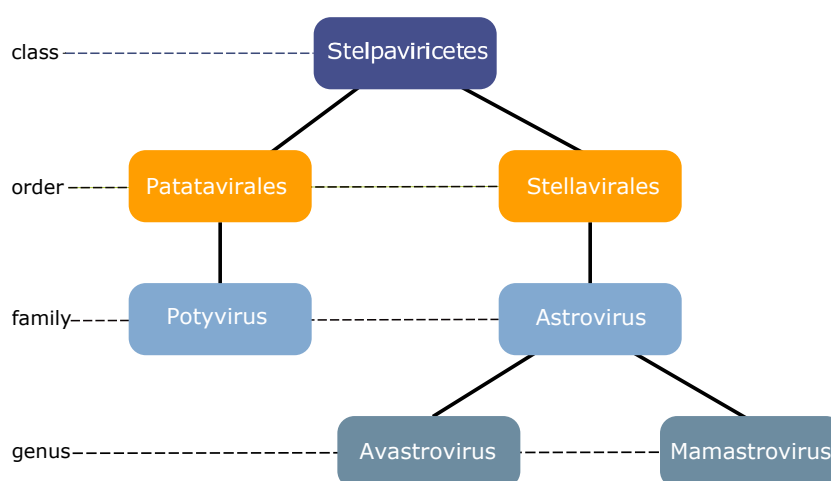 class
Stelpaviricetes
order
Patatavirales
Stellavirales
family
Potyvirus
Astrovirus
genus
Avastrovirus
Mamastrovirus